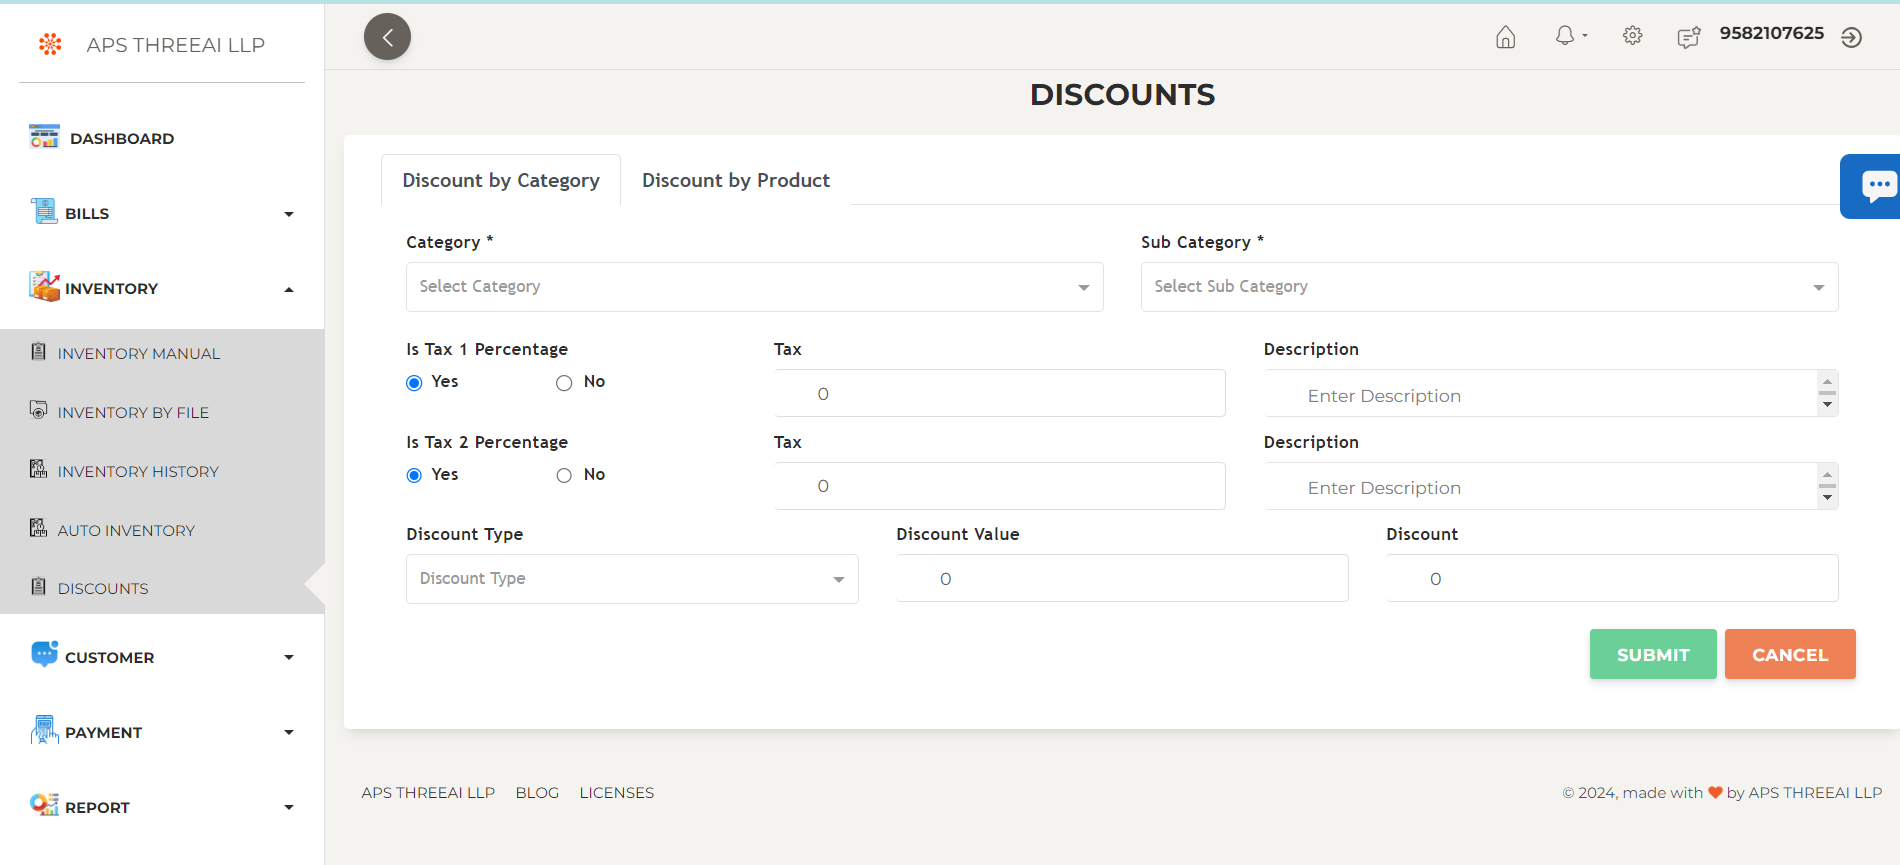 APS THREEAI LLP
9582107625
DISCOUNTS
DASHBOARD
BILLS
INVENTORY
INVENTORY MANUAL
INVENTORY BY FILE
INVENTORY HISTORY
AUTO INVENTORY
DISCOUNTS
CUSTOMER
PAYMENT
REPORT
Discount by Category Discount by Product
Category * Sub Category *
Select Category Select Sub Category
Is Tax 1 Percentage Tax Description
Yes No 0 Enter Description
Is Tax 2 Percentage Tax Description
Yes No 0 Enter Description
Discount Type Discount Value Discount
Discount Type 0 0
SUBMIT CANCEL
APS THREEAI LLP BLOG LICENSES © 2024, made with ❤ by APS THREEAI LLP